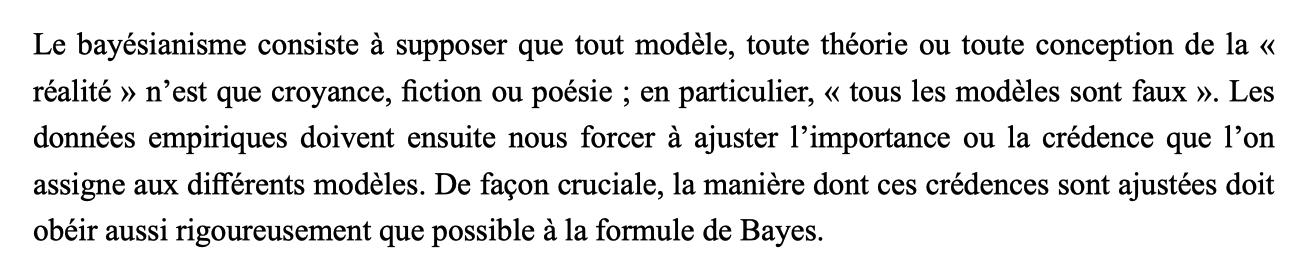 Le bayésianisme consiste à supposer que tout modèle, toute théorie ou toute conception de la «
réalité » n’est que croyance, fiction ou poésie ; en particulier, « tous les modèles sont faux ». Les
données empiriques doivent ensuite nous forcer à ajuster l’importance ou la crédence que l’on
assigne aux différents modèles. De façon cruciale, la manière dont ces crédences sont ajustées doit
obéir aussi rigoureusement que possible à la formule de Bayes.